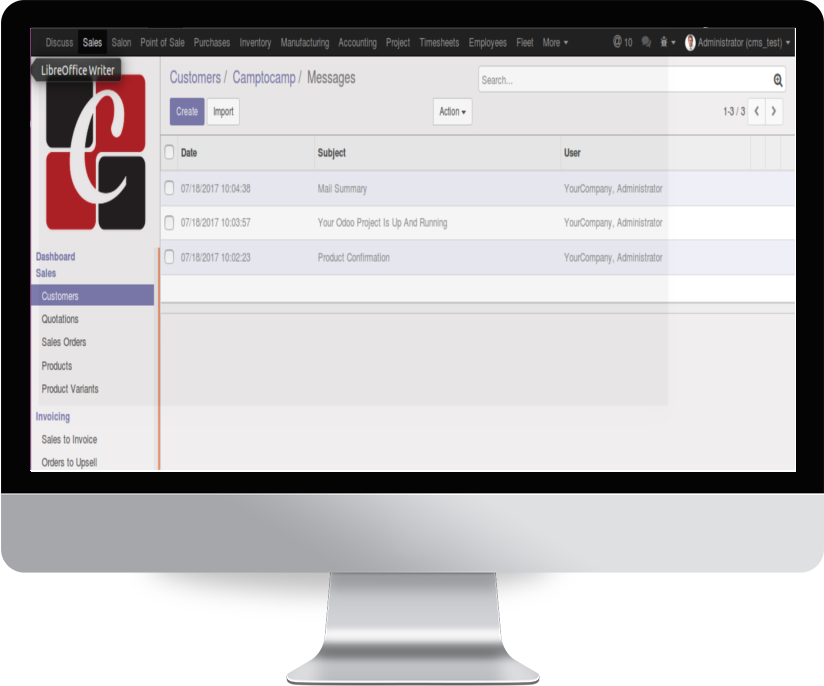 Discuss Sales Salon Point of Sale Purchases Inventory Manufacturing Accounting Project Timesheets Employees Fleet More @ 10 Administrator (cms_test)
LibreOffice Writer
Customers / Camptocamp / Messages
Search...
Create Import
Action
1-3 / 3
Date Subject User
07/18/2017 10:04:38 Mail Summary YourCompany, Administrator
07/18/2017 10:03:57 Your Odoo Project Is Up And Running YourCompany, Administrator
07/18/2017 10:02:23 Product Confirmation YourCompany, Administrator
C
Dashboard
Sales
Customers
Quotations
Sales Orders
Products
Product Variants
Invoicing
Sales to Invoice
Orders to Upsell